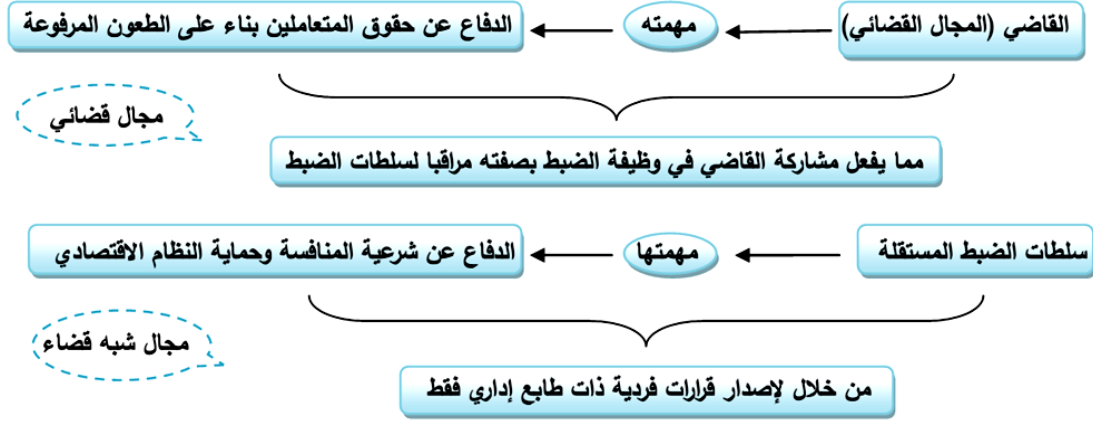 القاضي (المجال القضائي)
مهمته
الدفاع عن حقوق المتعاملين بناء على الطعون المرفوعة
مجال قضائي
مما يفعل مشاركة القاضي في وظيفة الضبط بصفته مراقبا لسلطات الضبط
سلطات الضبط المستقلة
مهمتها
الدفاع عن شرعية المنافسة وحماية النظام الاقتصادي
مجال شبه قضاء
من خلال لإصدار قرارات فردية ذات طابع إداري فقط